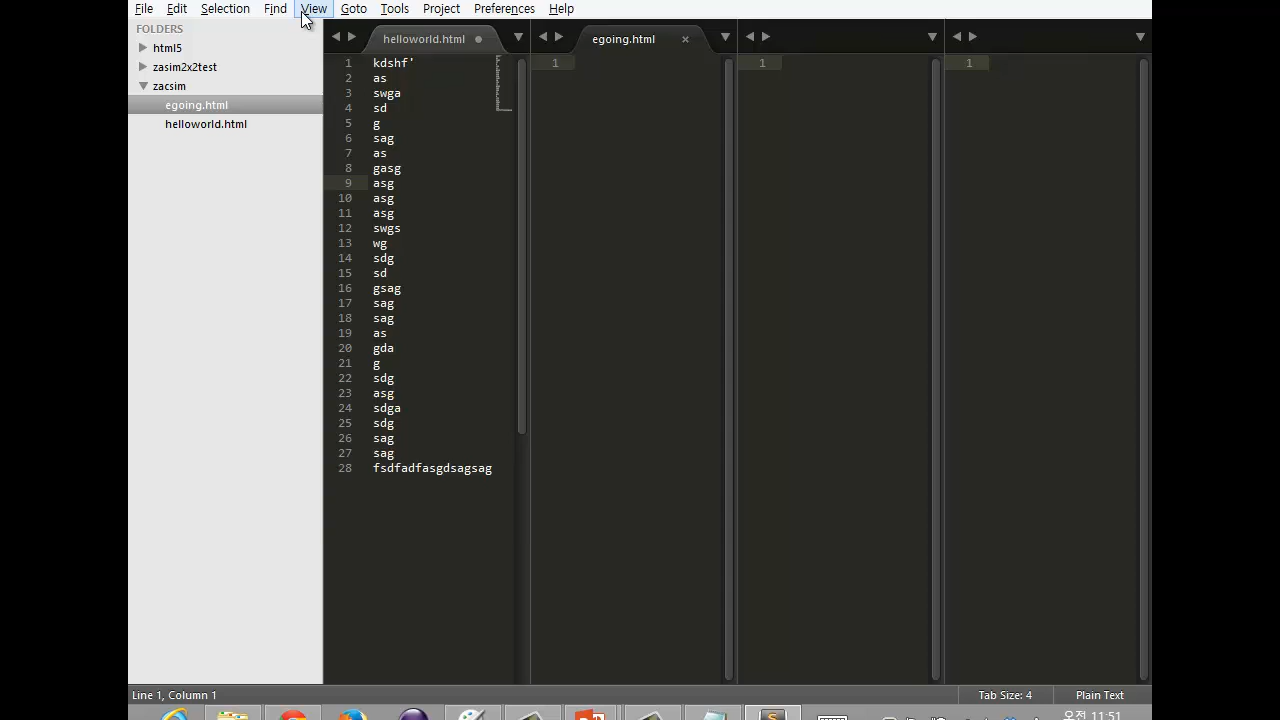 File Edit Selection Find View Goto Tools Project Preferences Help
FOLDERS
html5
zasim2x2test
zacsim
egoing.html
helloworld.html
helloworld.html
egoing.html
1 kdshf'
2 as
3 swga
4 sd
5 g
6 sag
7 as
8 gasg
9 asg
10 asg
11 asg
12 swgs
13 wg
14 sdg
15 sd
16 gsag
17 sag
18 sag
19 as
20 gda
21 g
22 sdg
23 asg
24 sdga
25 sdg
26 sag
27 sag
28 fsdfadfasgdsagsag
1
1
1
Line 1, Column 1
Tab Size: 4
Plain Text
오전 11:51